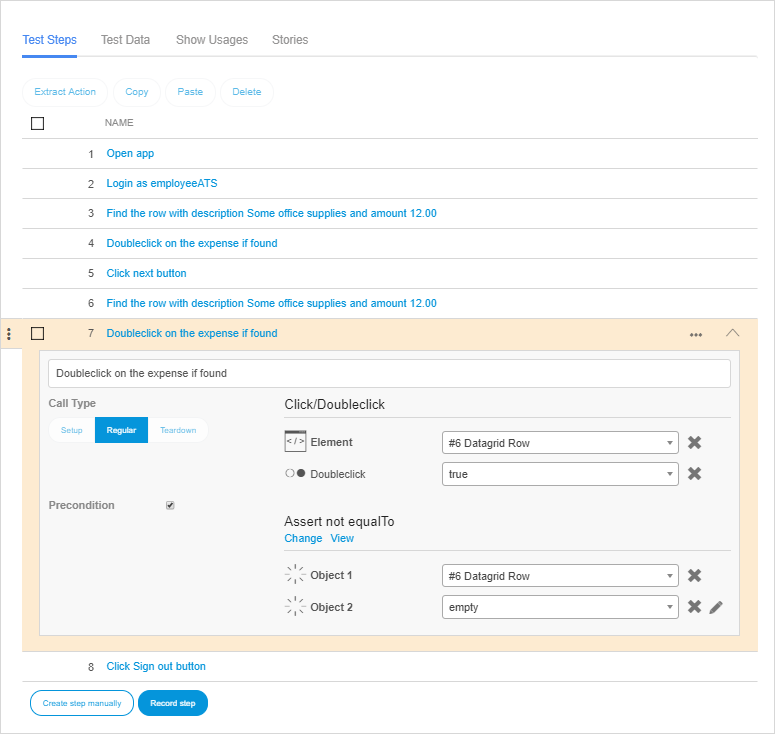 Test Steps Test Data Show Usages Stories
Extract Action Copy Paste Delete
NAME
1 Open app
2 Login as employeeATS
3 Find the row with description Some office supplies and amount 12.00
4 Doubleclick on the expense if found
5 Click next button
6 Find the row with description Some office supplies and amount 12.00
7 Doubleclick on the expense if found
Doubleclick on the expense if found
Call Type
Setup Regular Teardown
Click/Doubleclick
</> Element #6 Datagrid Row
Doubleclick true
Precondition
Assert not equalTo
Change View
Object 1 #6 Datagrid Row
Object 2 empty
8 Click Sign out button
Create step manually Record step